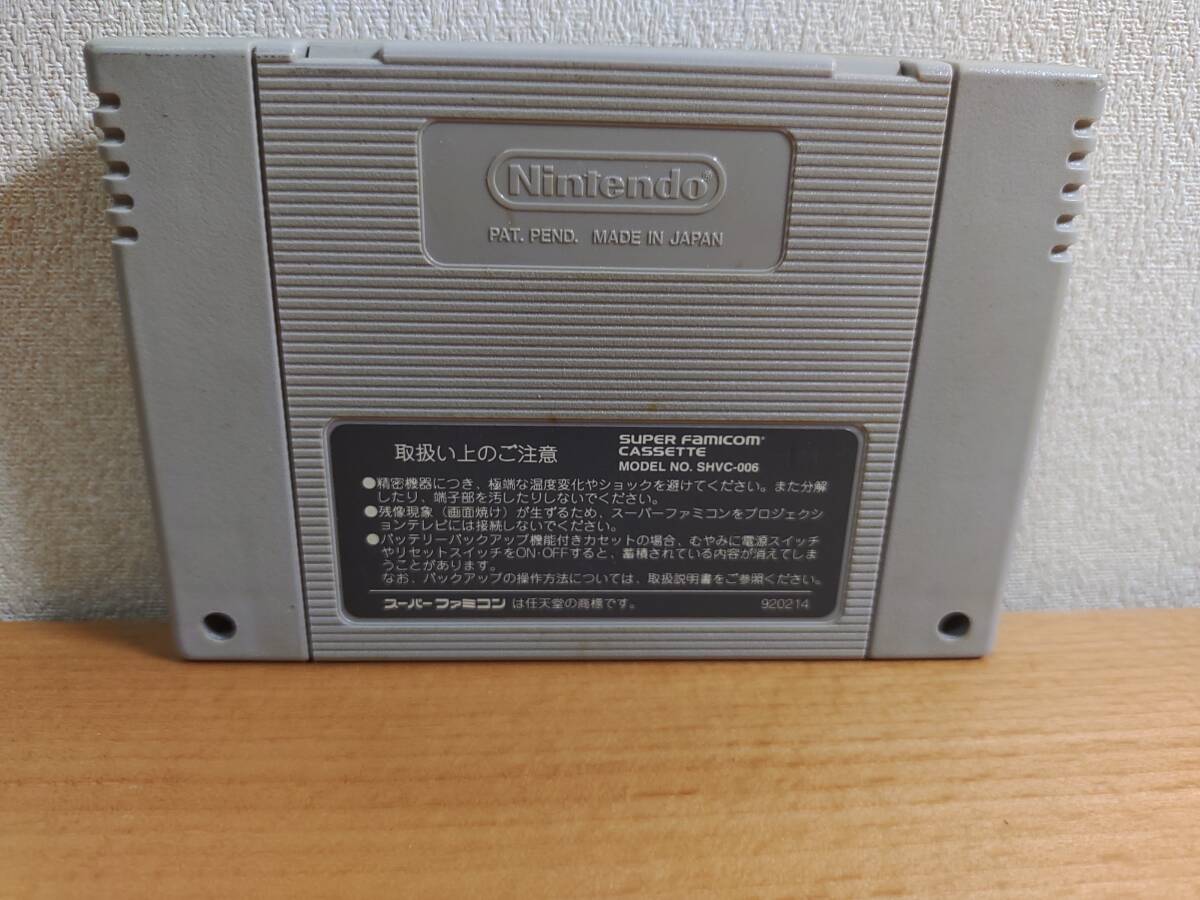 Nintendo®
PAT. PEND. MADE IN JAPAN
取扱い上のご注意
SUPER FAMICOM®
CASSETTE
MODEL NO. SHVC-006
●精密機器につき、極端な温度変化やショックを避けてください。また分解
したり、端子部を汚したりしないでください。
●残像現象（画面焼け）が生ずるため、スーパーファミコンをプロジェクシ
ョンテレビには接続しないでください。
●バッテリーバックアップ機能付きカセットの場合、むやみに電源スイッチ
やリセットスイッチをON・OFFすると、蓄積されている内容が消えてしま
うことがあります。
なお、バックアップの操作方法については、取扱説明書をご参照ください。
スーパーファミコンは任天堂の商標です。
920214